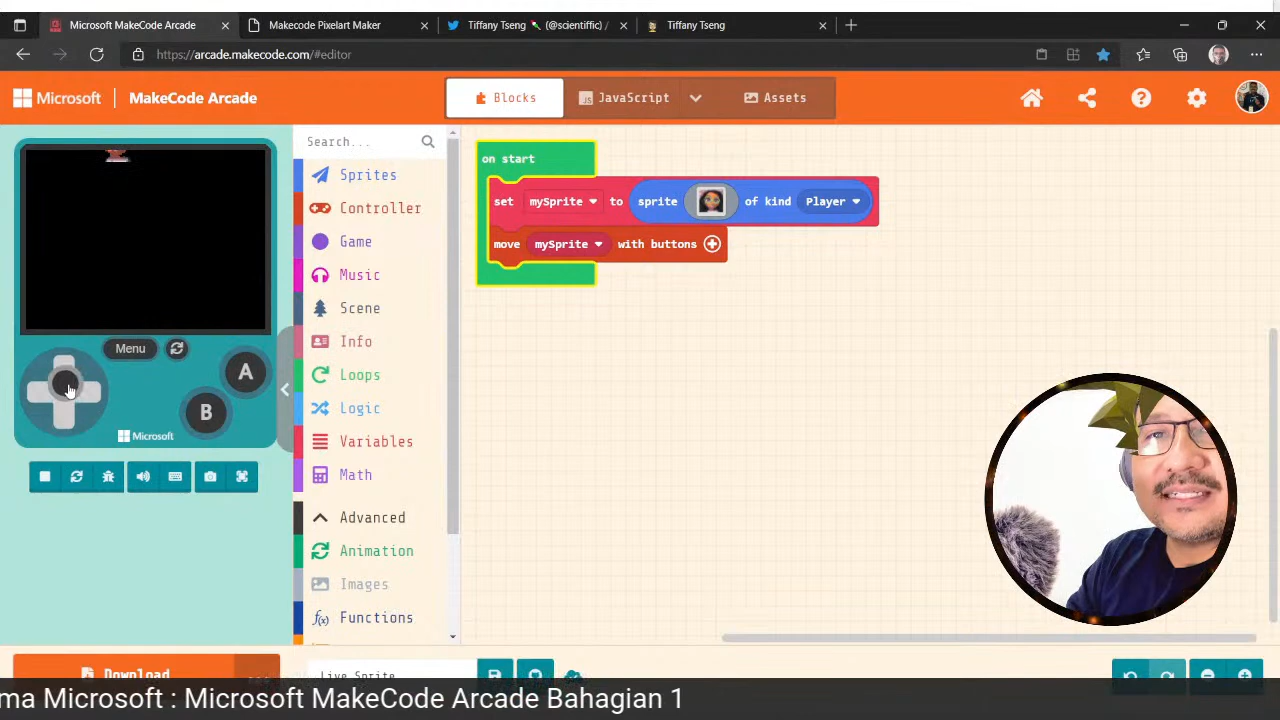 Microsoft MakeCode Arcade
Makecode Pixelart Maker
Tiffany Tseng 🍡 (@scientiffic) /
Tiffany Tseng
https://arcade.makecode.com/#editor
Microsoft
MakeCode Arcade
Blocks
JavaScript
Assets
Menu
A
B
Microsoft
Search...
Sprites
Controller
Game
Music
Scene
Info
Loops
Logic
Variables
Math
Advanced
Animation
Images
Functions
on start
set mySprite to sprite of kind Player
move mySprite with buttons
Download
Live Sprite
ma Microsoft : Microsoft MakeCode Arcade Bahagian 1